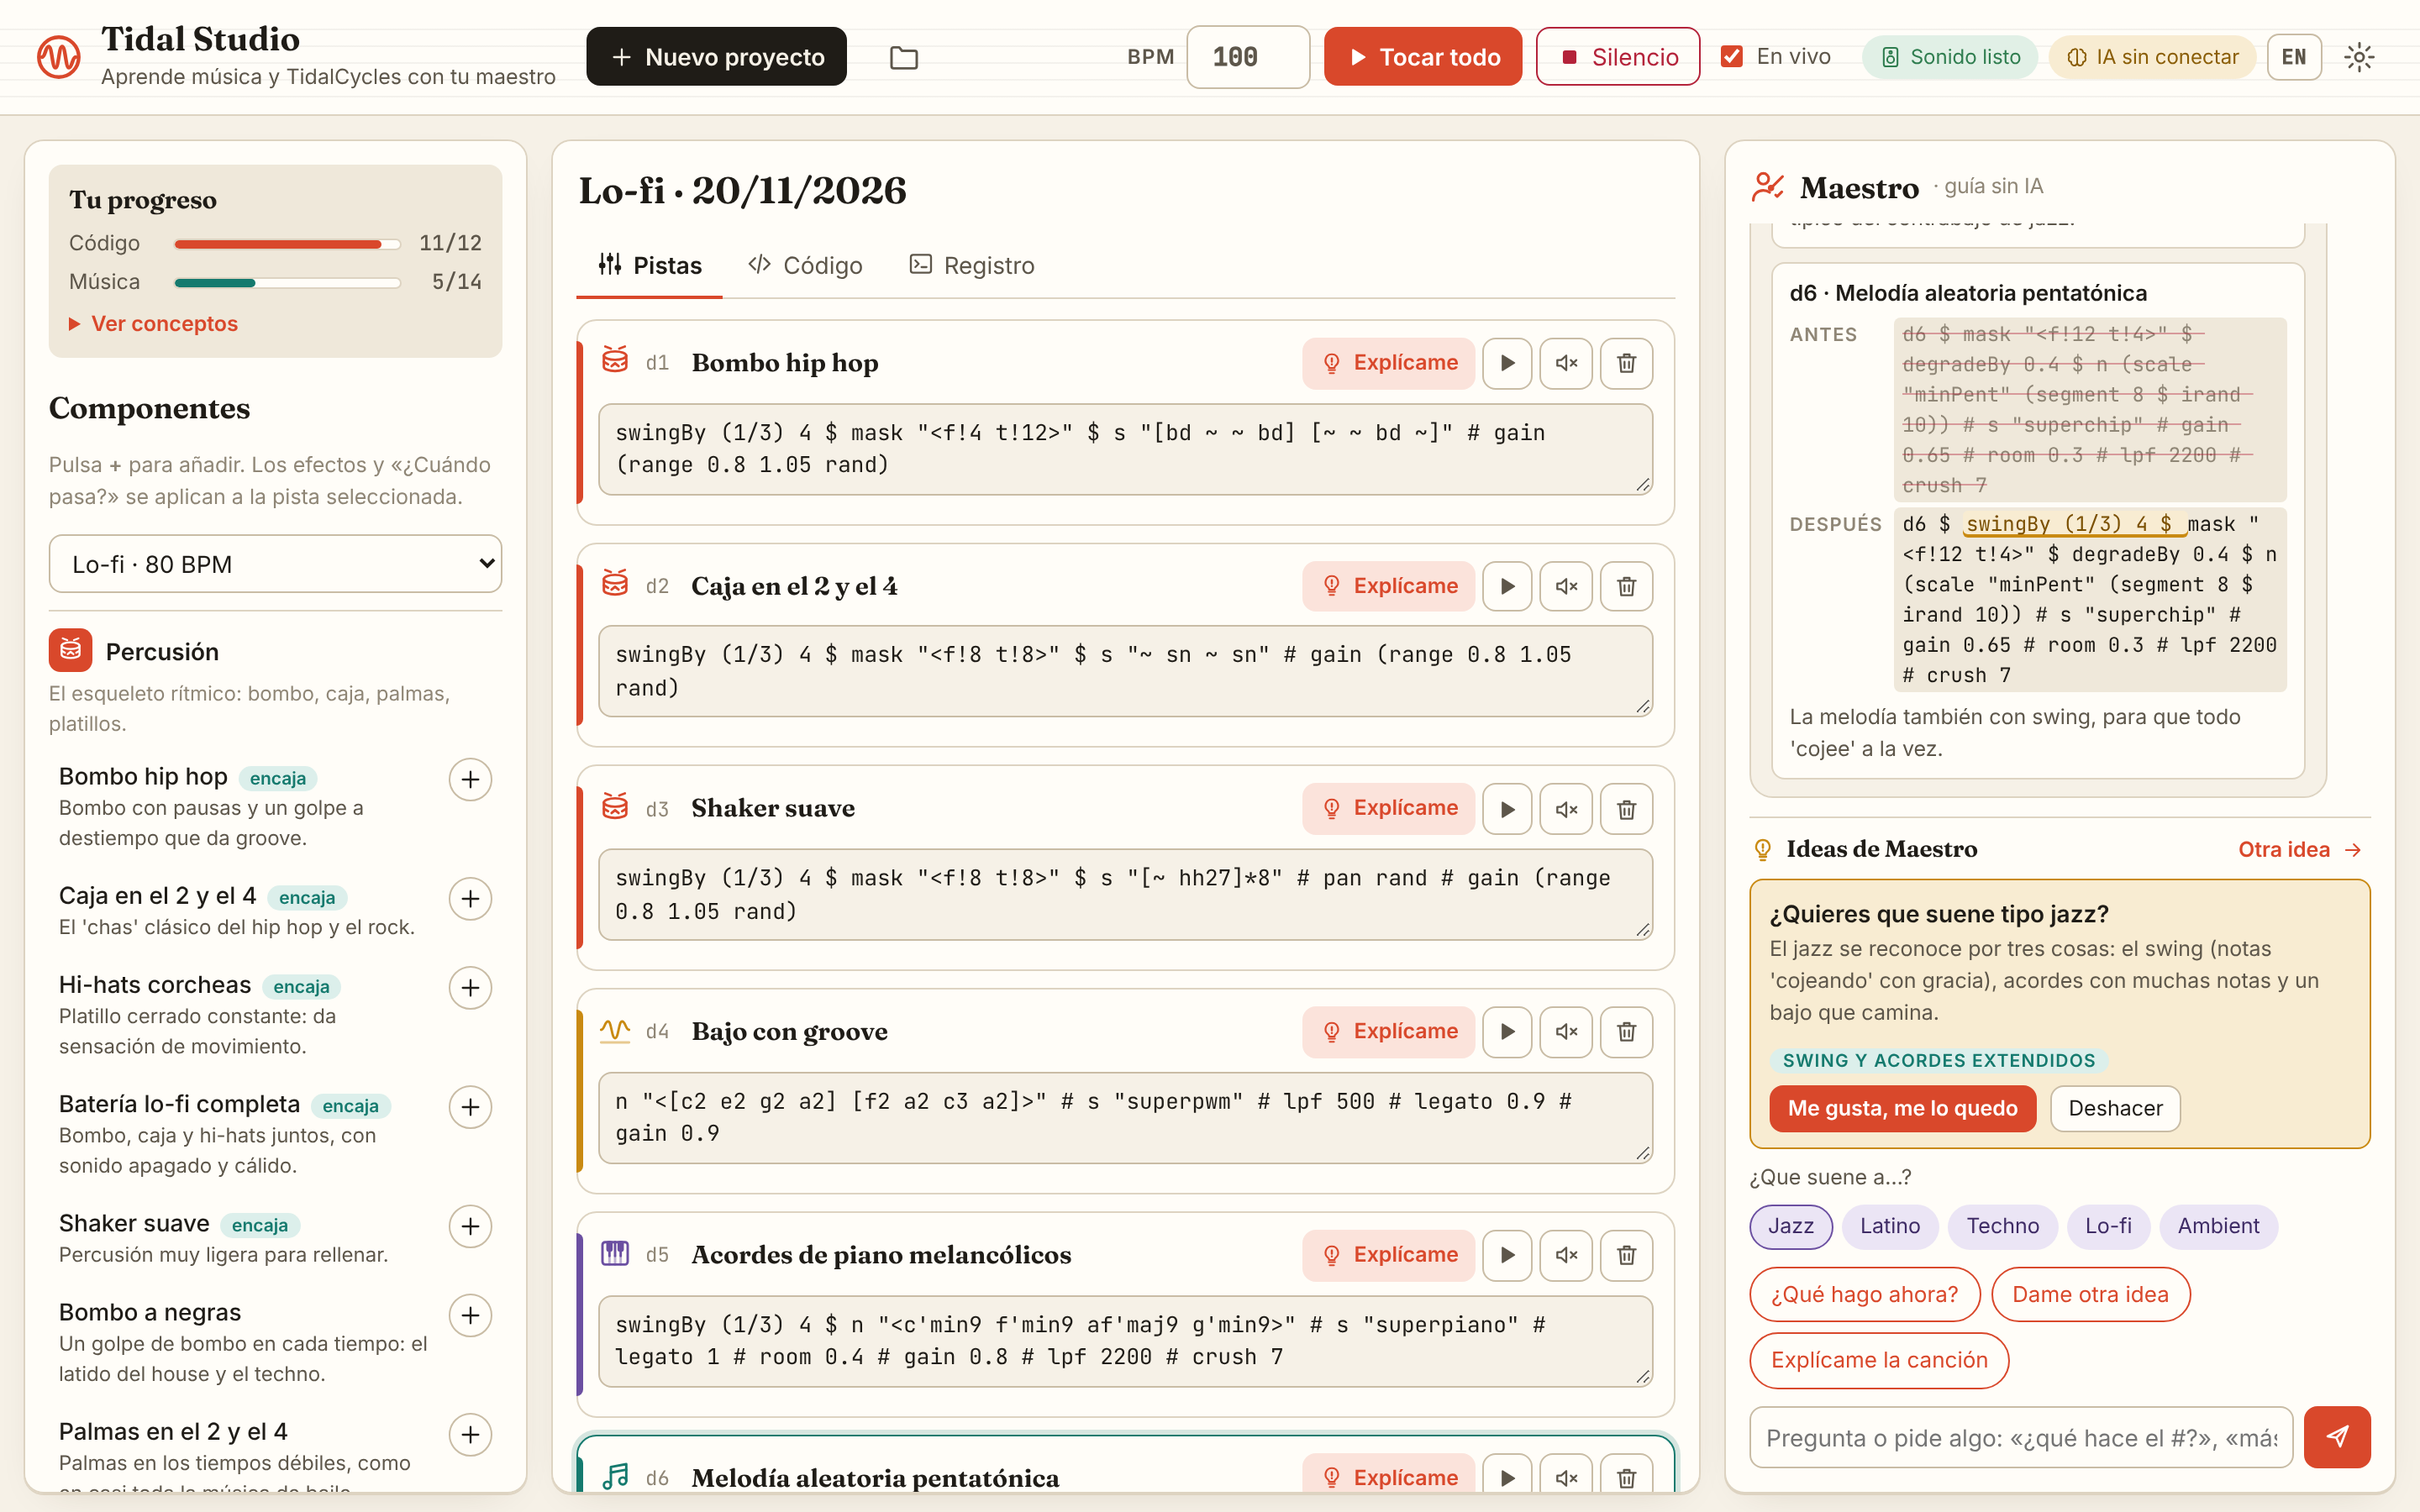 Tidal Studio
Aprende música y TidalCycles con tu maestro
Nuevo proyecto
BPM
100
Tocar todo
Silencio
En vivo
Sonido listo
IA sin conectar
EN
Tu progreso
Código
11/12
Música
5/14
Ver conceptos
Componentes
Pulsa + para añadir. Los efectos y «¿Cuándo
pasa?» se aplican a la pista seleccionada.
Lo-fi · 80 BPM
Percusión
El esqueleto rítmico: bombo, caja, palmas,
platillos.
Bombo hip hop encaja
Bombo con pausas y un golpe a
destiempo que da groove.
Caja en el 2 y el 4 encaja
El 'chas' clásico del hip hop y el rock.
Hi-hats corcheas encaja
Platillo cerrado constante: da
sensación de movimiento.
Batería lo-fi completa encaja
Bombo, caja y hi-hats juntos, con
sonido apagado y cálido.
Shaker suave encaja
Percusión muy ligera para rellenar.
Bombo a negras
Un golpe de bombo en cada tiempo: el
latido del house y el techno.
Palmas en el 2 y el 4
Palmas en los tiempos débiles, como
en casi toda la música de baile.
Lo-fi · 20/11/2026
Pistas
Código
Registro
d1 Bombo hip hop
Explícame
swingBy (1/3) 4 $ mask "<f!4 t!12>" $ s "[bd ~ ~ bd] [~ ~ bd ~]" # gain
(range 0.8 1.05 rand)
d2 Caja en el 2 y el 4
Explícame
swingBy (1/3) 4 $ mask "<f!8 t!8>" $ s "~ sn ~ sn" # gain (range 0.8 1.05
rand)
d3 Shaker suave
Explícame
swingBy (1/3) 4 $ mask "<f!8 t!8>" $ s "[~ hh27]*8" # pan rand # gain (range
0.8 1.05 rand)
d4 Bajo con groove
Explícame
n "<[c2 e2 g2 a2] [f2 a2 c3 a2]>" # s "superpwm" # lpf 500 # legato 0.9 #
gain 0.9
d5 Acordes de piano melancólicos
Explícame
swingBy (1/3) 4 $ n "<c'min9 f'min9 af'maj9 g'min9>" # s "superpiano" #
legato 1 # room 0.4 # gain 0.8 # lpf 2200 # crush 7
d6 Melodía aleatoria pentatónica
Explícame
Maestro · guía sin IA
típico del contrabajo de jazz.
d6 · Melodía aleatoria pentatónica
ANTES
d6 $ mask "<f!12 t!4>" $
degradeBy 0.4 $ n (scale
"minPent" (segment 8 $ irand
10)) # s "superchip" # gain
0.65 # room 0.3 # lpf 2200 #
crush 7
DESPUÉS
d6 $ swingBy (1/3) 4 $ mask "
<f!12 t!4>" $ degradeBy 0.4 $ n
(scale "minPent" (segment 8 $
irand 10)) # s "superchip" #
gain 0.65 # room 0.3 # lpf 2200
# crush 7
La melodía también con swing, para que todo
'cojee' a la vez.
Ideas de Maestro
Otra idea →
¿Quieres que suene tipo jazz?
El jazz se reconoce por tres cosas: el swing (notas
'cojeando' con gracia), acordes con muchas notas y un
bajo que camina.
SWING Y ACORDES EXTENDIDOS
Me gusta, me lo quedo
Deshacer
¿Que suene a...?
Jazz
Latino
Techno
Lo-fi
Ambient
¿Qué hago ahora?
Dame otra idea
Explícame la canción
Pregunta o pide algo: «¿qué hace el #?», «más